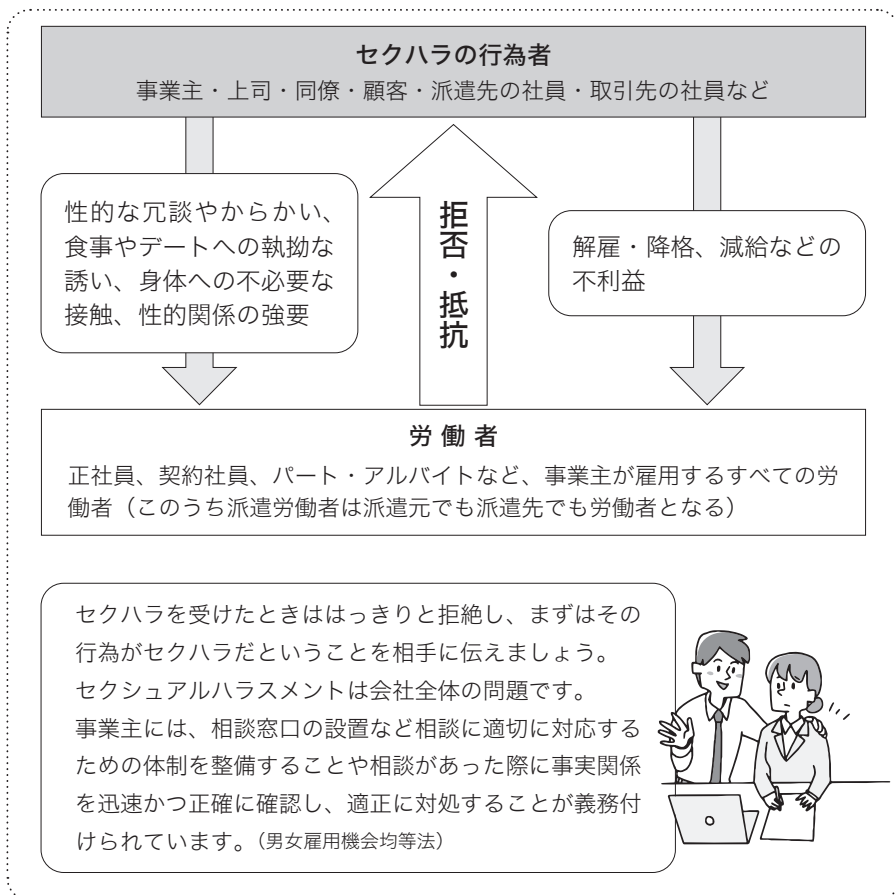 セクハラの行為者
事業主・上司・同僚・顧客・派遣先の社員・取引先の社員など
性的な冗談やからかい、
食事やデートへの執拗な
誘い、身体への不必要な
接触、性的関係の強要
拒否・抵抗
解雇・降格、減給などの
不利益
労働者
正社員、契約社員、パート・アルバイトなど、事業主が雇用するすべての労
働者（このうち派遣労働者は派遣元でも派遣先でも労働者となる）
セクハラを受けたときははっきりと拒絶し、まずはその
行為がセクハラだということを相手に伝えましょう。
セクシュアルハラスメントは会社全体の問題です。
事業主には、相談窓口の設置など相談に適切に対応する
ための体制を整備することや相談があった際に事実関係
を迅速かつ正確に確認し、適正に対処することが義務付
けられています。（男女雇用機会均等法）